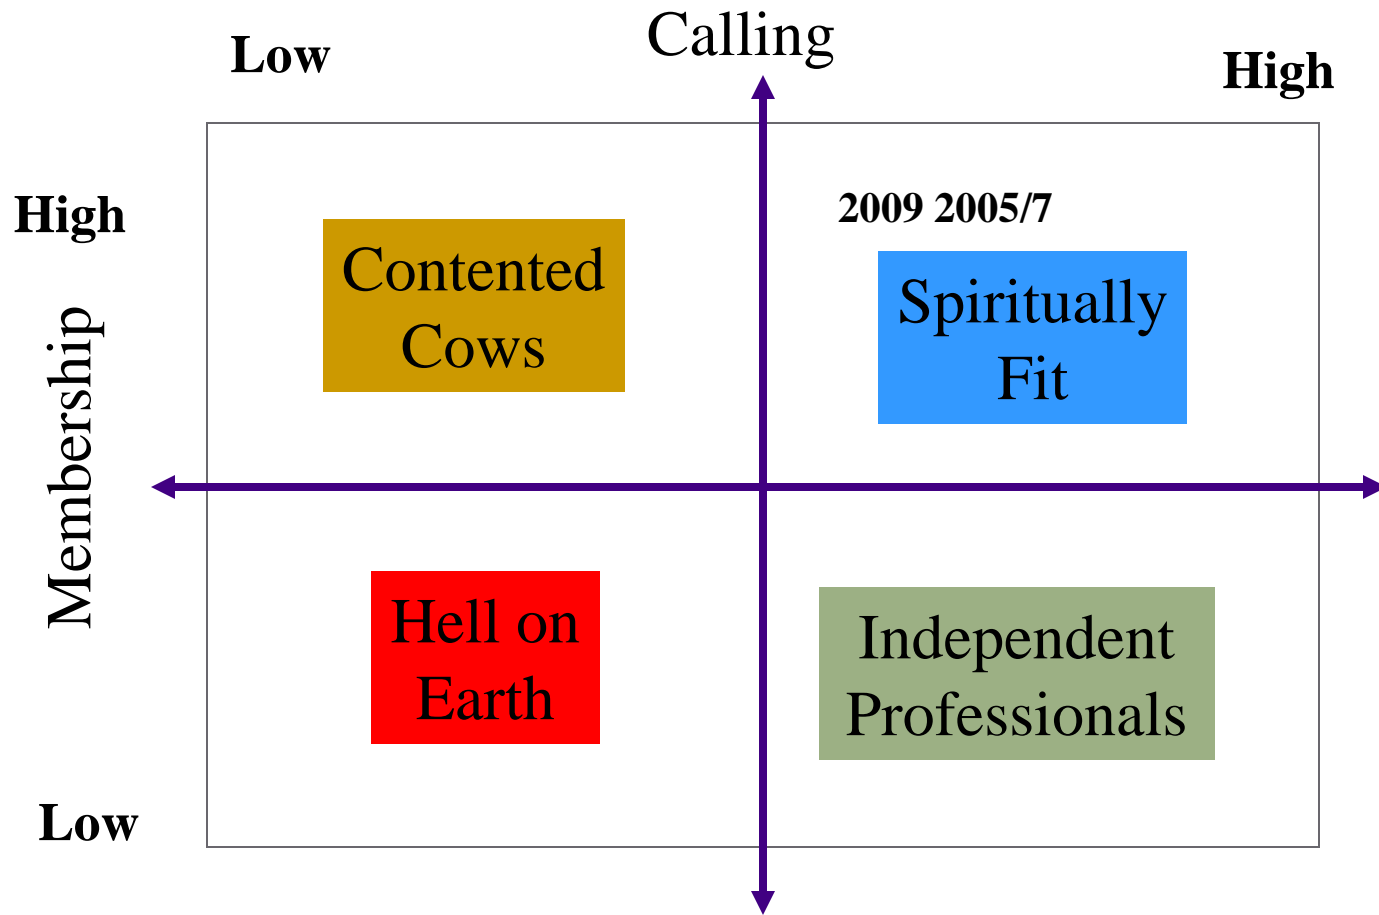 Calling
Low
High
High
2009 2005/7
Contented
Cows
Spiritually
Fit
Membership
Hell on
Earth
Independent
Professionals
Low